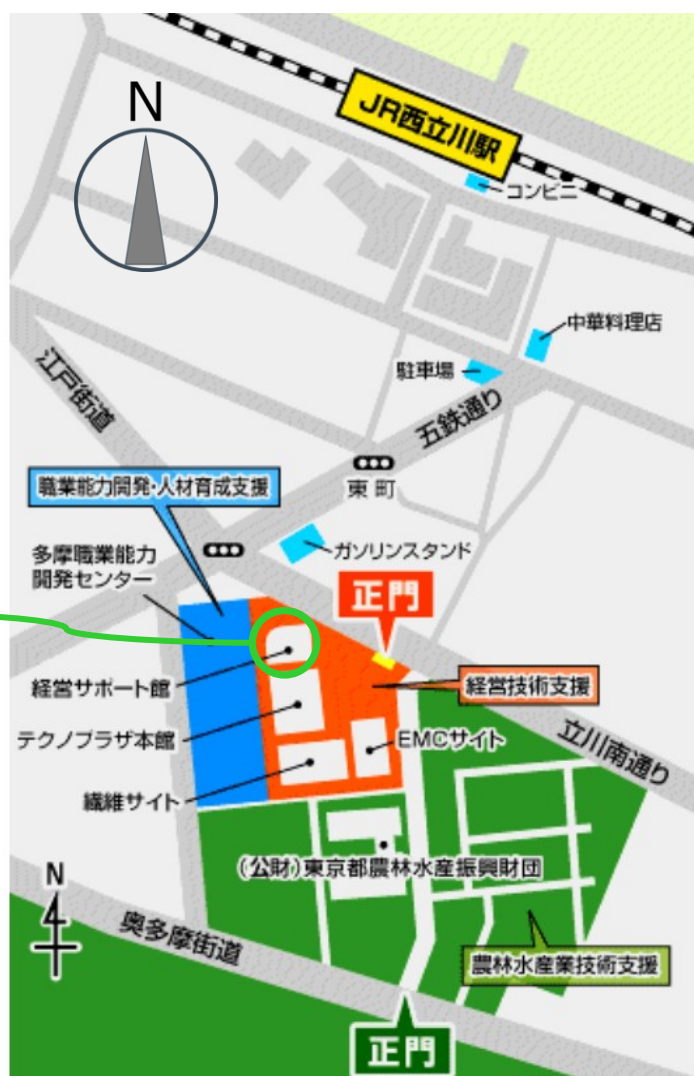 N
JR西立川駅
コンビニ
中華料理店
駐車場
五鉄通り
江戸街道
東町
職業能力開発・人材育成支援
ガソリンスタンド
多摩職業能力
開発センター
正門
経営サポート館
経営技術支援
テクノプラザ本館
EMCサイト
立川南通り
繊維サイト
(公財)東京都農林水産振興財団
N
奥多摩街道
農林水産業技術支援
正門